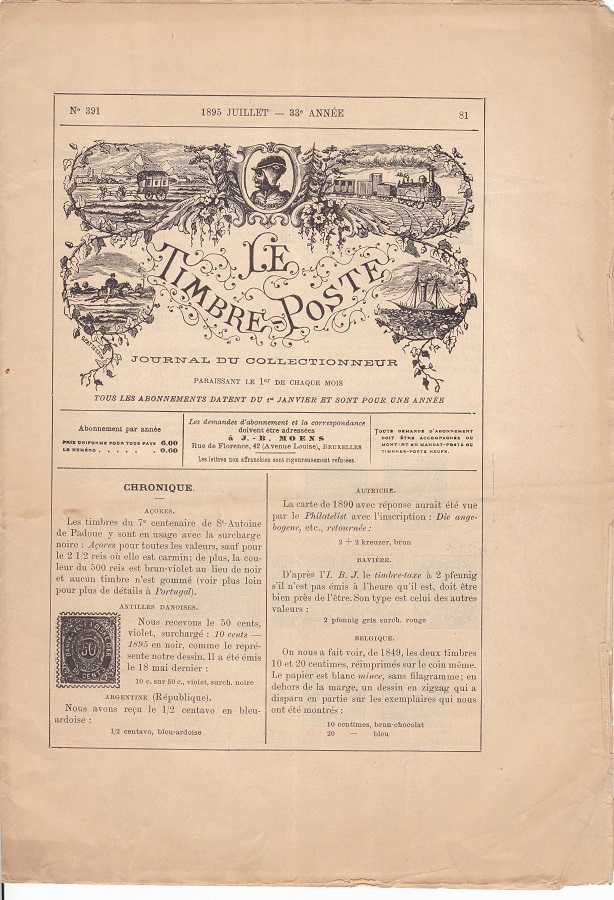 N° 391
1895 JUILLET — 33e ANNÉE
81
LE
TIMBRE-POSTE
JOURNAL DU COLLECTIONNEUR
PARAISSANT LE 1er DE CHAQUE MOIS
TOUS LES ABONNEMENTS DATENT DU 1er JANVIER ET SONT POUR UNE ANNÉE
Abonnement par année
PRIX UNIFORME POUR TOUS PAYS 6.00
LE NUMÉRO . . . . . . 0.60
Les demandes d'abonnement et la correspondance
doivent être adressées
à J.-B. MOENS
Rue de Florence, 42 (Avenue Louise), BRUXELLES
Les lettres non affranchies sont rigoureusement refusées.
TOUTE DEMANDE D'ABONNEMENT
DOIT ÊTRE ACCOMPAGNÉE DU
MONTANT EN MANDAT-POSTE OU
TIMBRES-POSTE NEUFS.
CHRONIQUE.
AÇORES.
Les timbres du 7e centenaire de St-Antoine
de Padoue y sont en usage avec la surcharge
noire : Açores pour toutes les valeurs, sauf pour
le 2 1/2 reis où elle est carmin; de plus, la cou-
leur du 500 reis est brun-violet au lieu de noir
et aucun timbre n'est gommé (voir plus loin
pour plus de détails à Portugal).
ANTILLES DANOISES.
50
CENT
Nous recevons le 50 cents,
violet, surchargé : 10 cents —
1895 en noir, comme le repré-
sente notre dessin. Il a été émis
le 18 mai dernier :
10 c. sur 50 c., violet, surch. noire
ARGENTINE (République).
Nous avons reçu le 1/2 centavo en bleu-
ardoise :
1/2 centavo, bleu-ardoise
AUTRICHE.
La carte de 1890 avec réponse aurait été vue
par le Philatelist avec l'inscription : Die ange-
bogene, etc., retournée :
2 + 2 kreuzer, brun
BAVIÈRE.
D'après l'I. B. J. le timbre-taxe à 2 pfennig
s'il n'est pas émis à l'heure qu'il est, doit être
bien près de l'être. Son type est celui des autres
valeurs :
2 pfennig gris surch. rouge
BELGIQUE.
On nous a fait voir, de 1849, les deux timbres
10 et 20 centimes, réimprimés sur le coin même.
Le papier est blanc mince, sans filagramme; en
dehors de la marge, un dessin en zigzag qui a
disparu en partie sur les exemplaires qui nous
ont été montrés :
10 centimes, brun-chocolat
20 — bleu